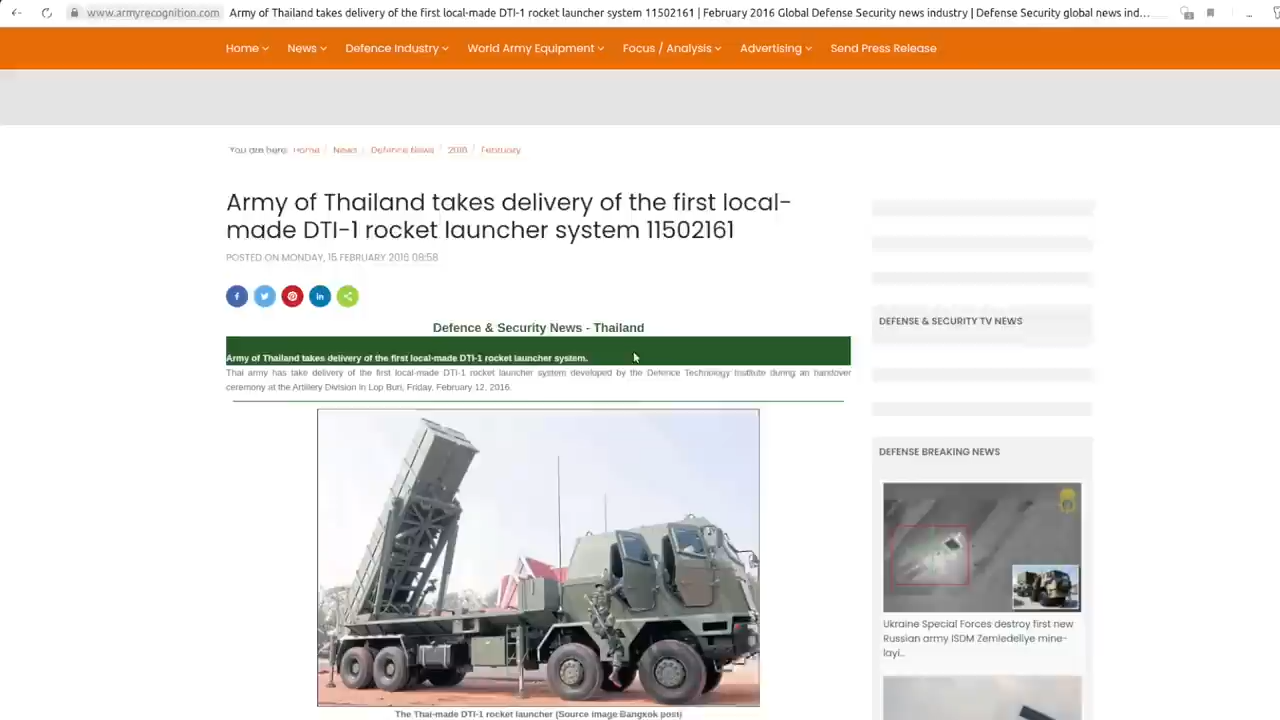 www.armyrecognition.com Army of Thailand takes delivery of the first local-made DTI-1 rocket launcher system 11502161 | February 2016 Global Defense Security news industry | Defense Security global news ind...
Home News Defence Industry World Army Equipment Focus / Analysis Advertising Send Press Release
You are here: Home / News / Defence News / 2016 / February
Army of Thailand takes delivery of the first local-
made DTI-1 rocket launcher system 11502161
POSTED ON MONDAY, 15 FEBRUARY 2016 08:58
Defence & Security News - Thailand
Army of Thailand takes delivery of the first local-made DTI-1 rocket launcher system.
Thai army has take delivery of the first local-made DTI-1 rocket launcher system developed by the Defence Technology Institute during an handover
ceremony at the Artillery Division in Lop Buri, Friday, February 12, 2016.
The Thai-made DTI-1 rocket launcher (Source image Bangkok post)
DEFENSE & SECURITY TV NEWS
DEFENSE BREAKING NEWS
Ukraine Special Forces destroy first new
Russian army ISDM Zemledeliye mine-
layi...